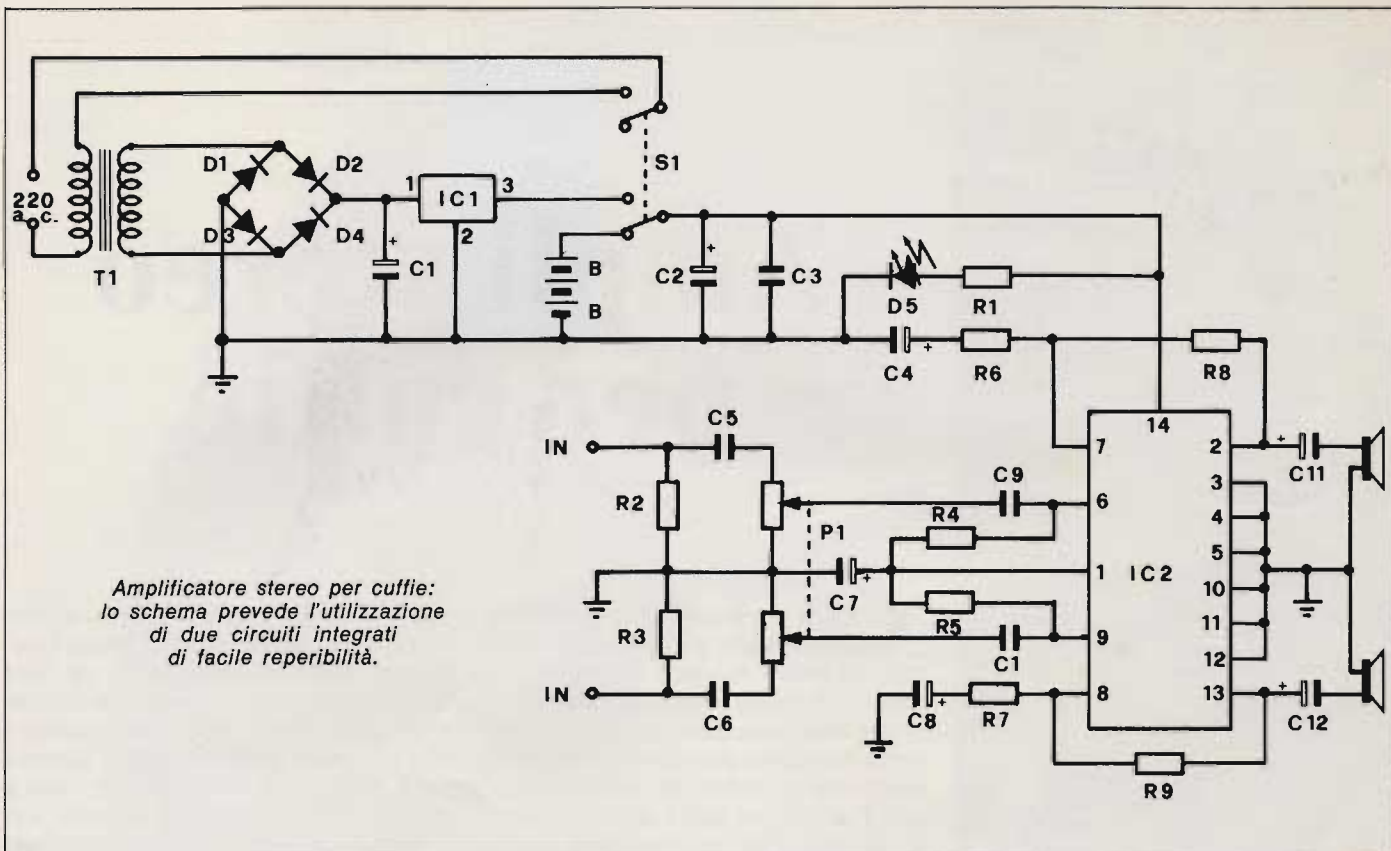 D1
D2
D3
D4
220
a.c.
T1
1
IC1
3
2
C1
+
S1
B
B
+
C2
C3
D5
R1
C4
+
R6
R8
IN
C5
R2
P1
C9
R4
C7
+
R5
R3
C1
IN
C6
C8
+
R7
R9
14
7
6
1
IC2
9
8
2
3
4
5
10
11
12
13
+
C11
+
C12
Amplificatore stereo per cuffie:
lo schema prevede l'utilizzazione
di due circuiti integrati
di facile reperibilità.